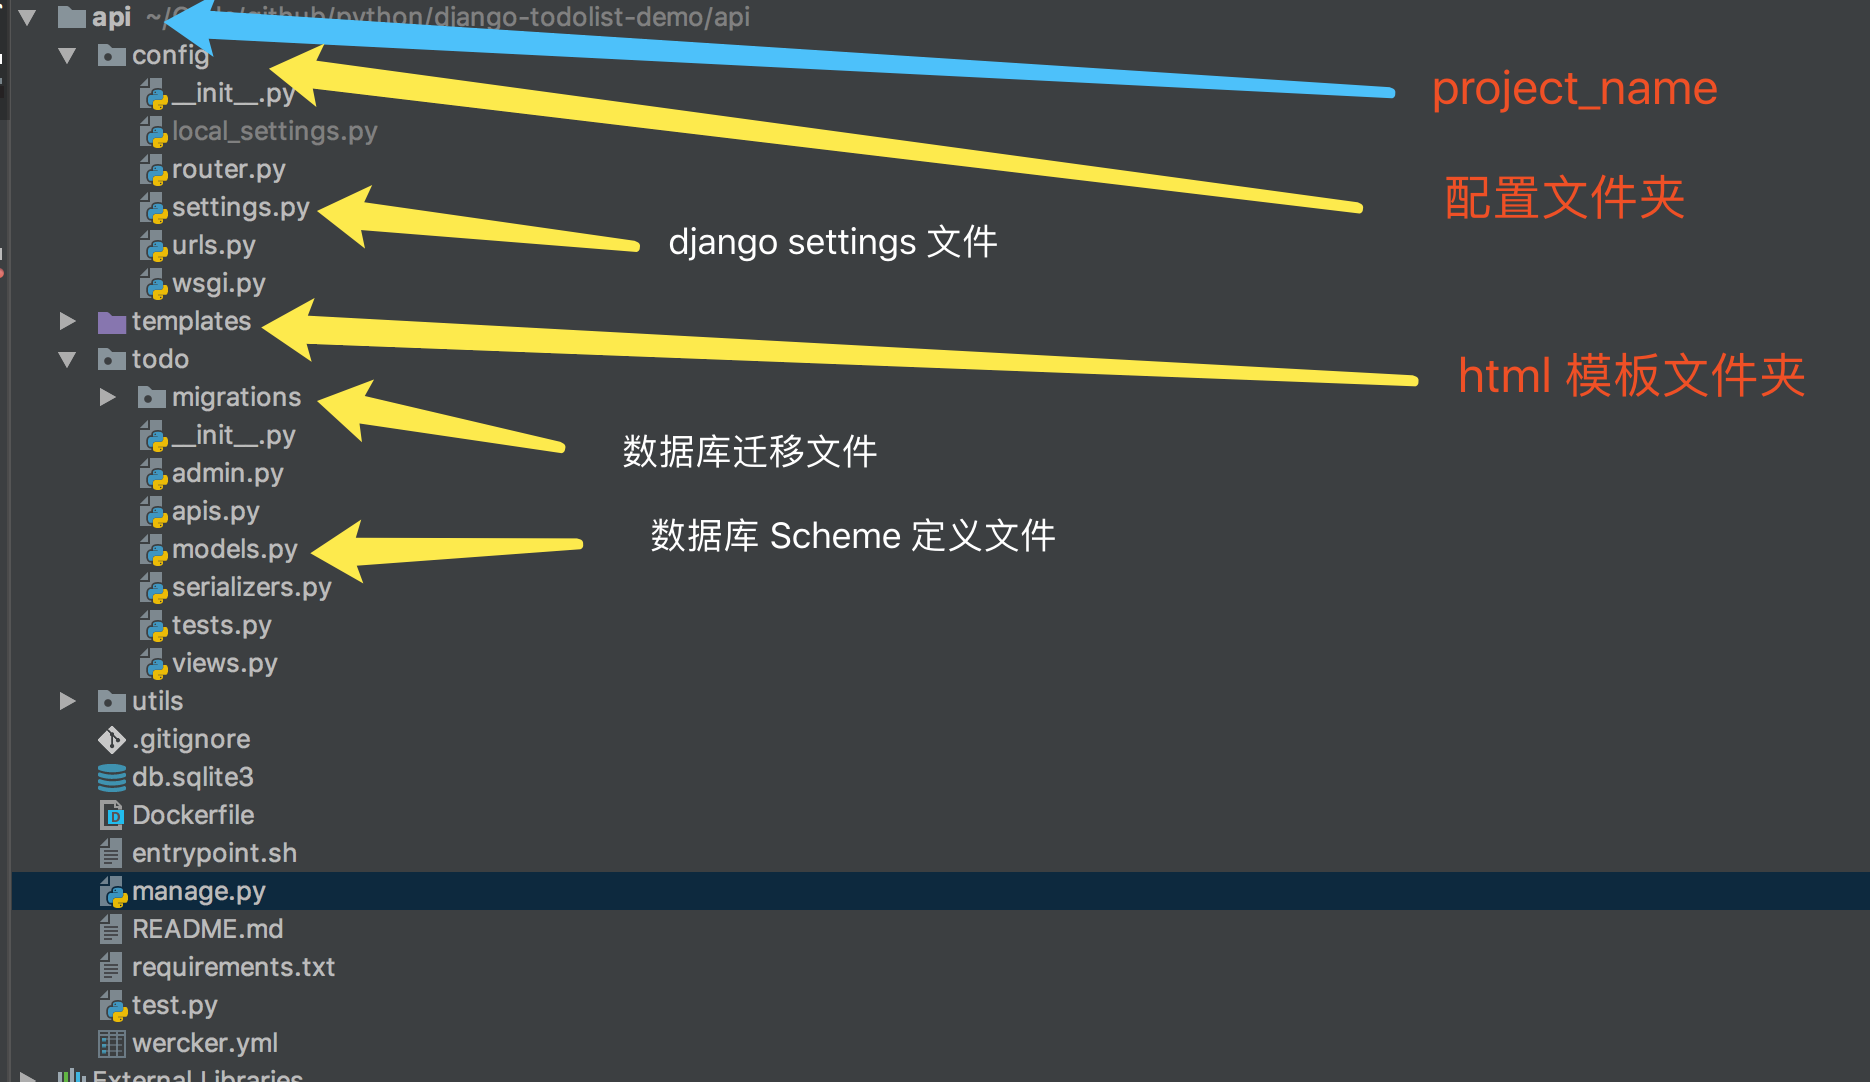 api django-todolist-demo/api
config
__init__.py
project_name
local_settings.py
router.py
配置文件夹
settings.py
django settings 文件
urls.py
wsgi.py
templates
todo
html 模板文件夹
migrations
__init__.py
数据库迁移文件
admin.py
apis.py
数据库 Scheme 定义文件
models.py
serializers.py
tests.py
views.py
utils
.gitignore
db.sqlite3
Dockerfile
entrypoint.sh
manage.py
README.md
requirements.txt
test.py
wercker.yml
External Libraries